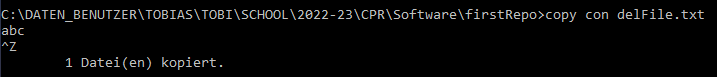 C:\DATEN_BENUTZER\TOBIAS\TOBI\SCHOOL\2022-23\CPR\Software\firstRepo>copy con delFile.txt
abc
^Z
        1 Datei(en) kopiert.